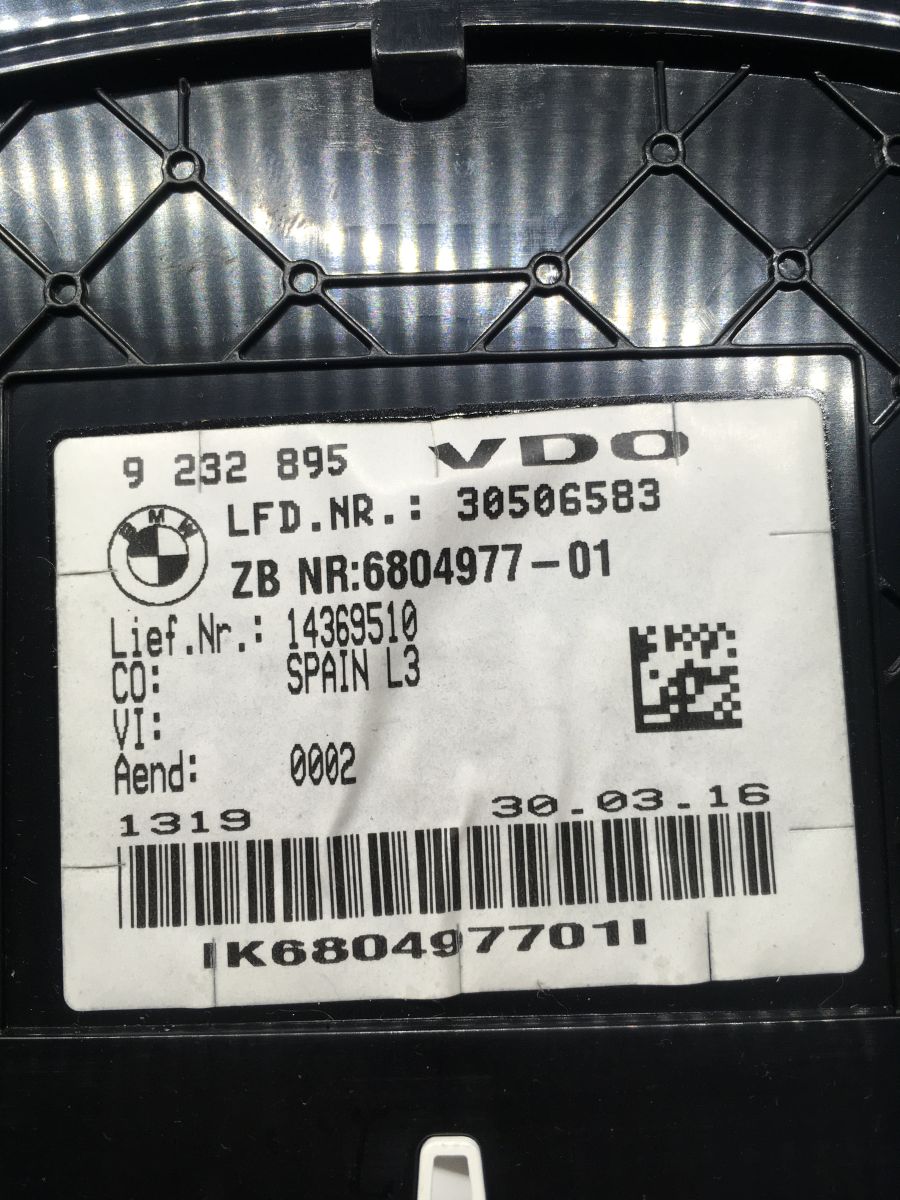 9 232 895 VDO
BMW
LFD.NR.: 30506583
ZB NR:6804977-01
Lief.Nr.: 14369510
CO: SPAIN L3
VI:
Aend: 0002
1319 30.03.16
IK680497701I